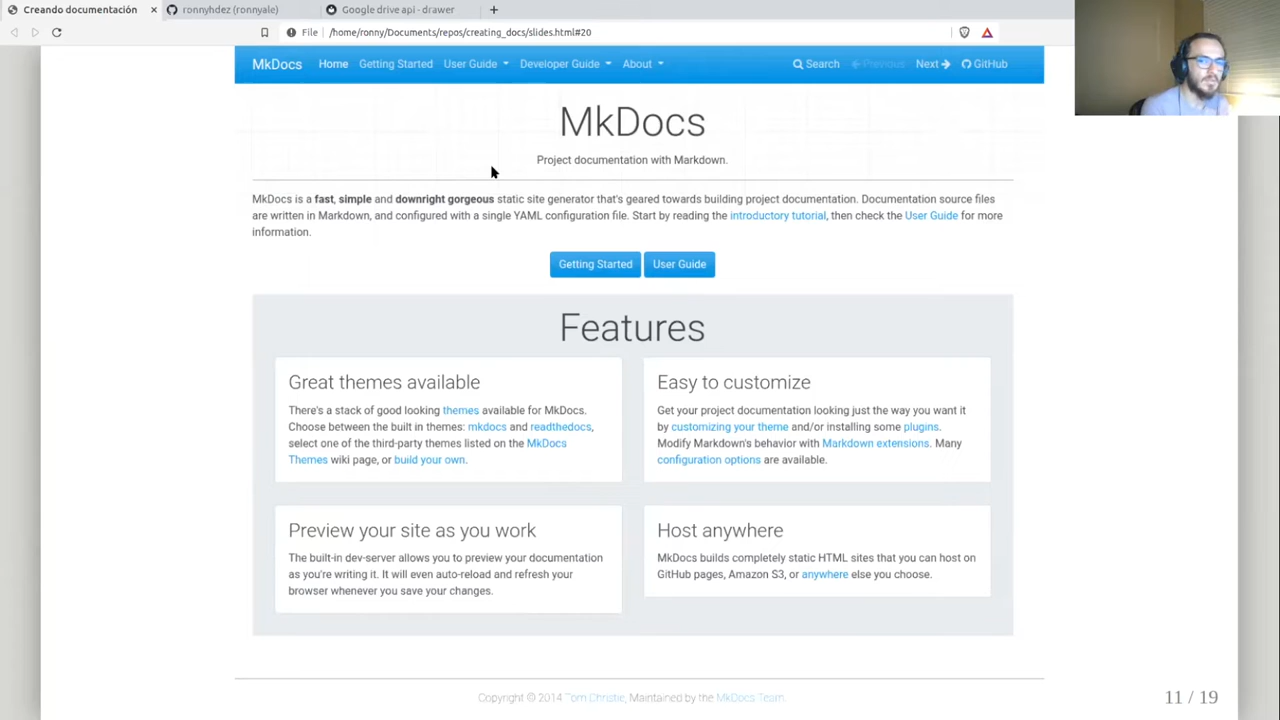 Creando documentación
ronnyhdez (ronnyale)
Google drive api - drawer
File
/home/ronny/Documents/repos/creating_docs/slides.html#20
MkDocs Home Getting Started User Guide Developer Guide About Search Previous Next GitHub
MkDocs
Project documentation with Markdown.
MkDocs is a fast, simple and downright gorgeous static site generator that's geared towards building project documentation. Documentation source files
are written in Markdown, and configured with a single YAML configuration file. Start by reading the introductory tutorial, then check the User Guide for more
information.
Getting Started
User Guide
Features
Great themes available
There's a stack of good looking themes available for MkDocs.
Choose between the built in themes: mkdocs and readthedocs,
select one of the third-party themes listed on the MkDocs
Themes wiki page, or build your own.
Easy to customize
Get your project documentation looking just the way you want it
by customizing your theme and/or installing some plugins.
Modify Markdown's behavior with Markdown extensions. Many
configuration options are available.
Preview your site as you work
The built-in dev-server allows you to preview your documentation
as you're writing it. It will even auto-reload and refresh your
browser whenever you save your changes.
Host anywhere
MkDocs builds completely static HTML sites that you can host on
GitHub pages, Amazon S3, or anywhere else you choose.
Copyright © 2014 Tom Christie, Maintained by the MkDocs Team.
11 / 19